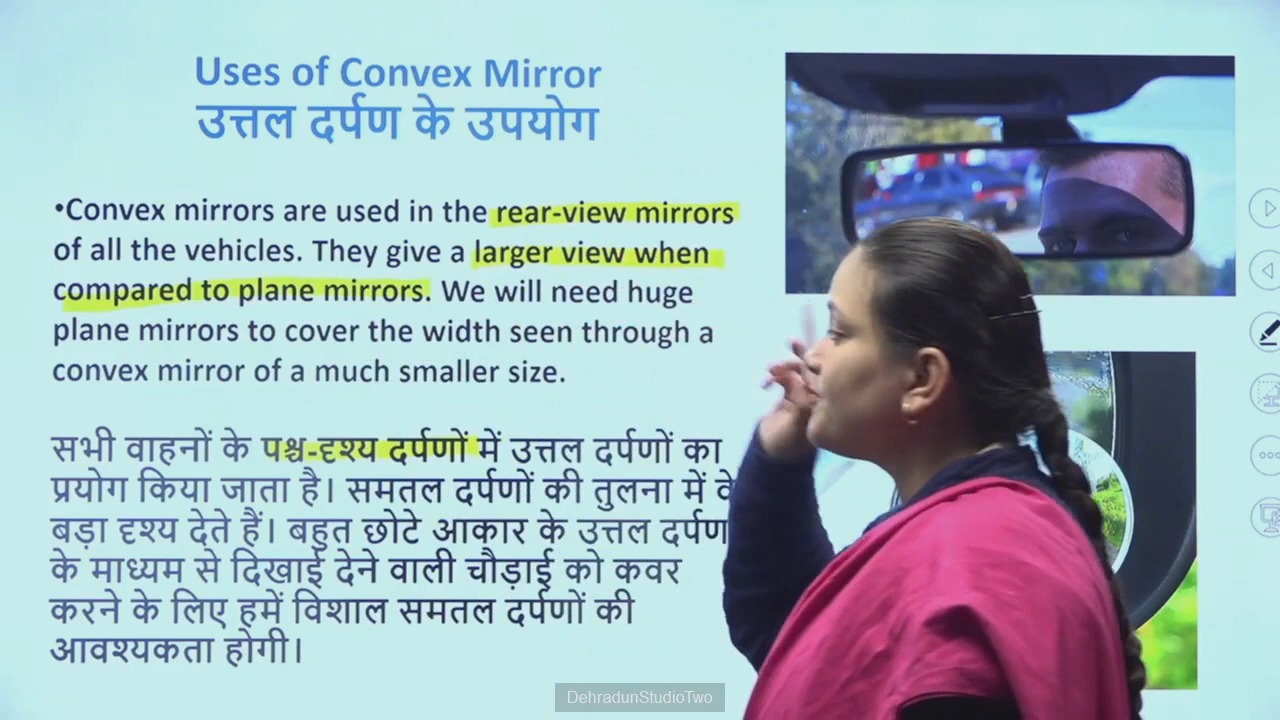 Uses of Convex Mirror
उत्तल दर्पण के उपयोग
•Convex mirrors are used in the rear-view mirrors
of all the vehicles. They give a larger view when
compared to plane mirrors. We will need huge
plane mirrors to cover the width seen through a
convex mirror of a much smaller size.
सभी वाहनों के पश्च-दृश्य दर्पणों में उत्तल दर्पणों का
प्रयोग किया जाता है। समतल दर्पणों की तुलना में वे
बड़ा दृश्य देते हैं। बहुत छोटे आकार के उत्तल दर्पण
के माध्यम से दिखाई देने वाली चौड़ाई को कवर
करने के लिए हमें विशाल समतल दर्पणों की
आवश्यकता होगी।
DehradunStudioTwo